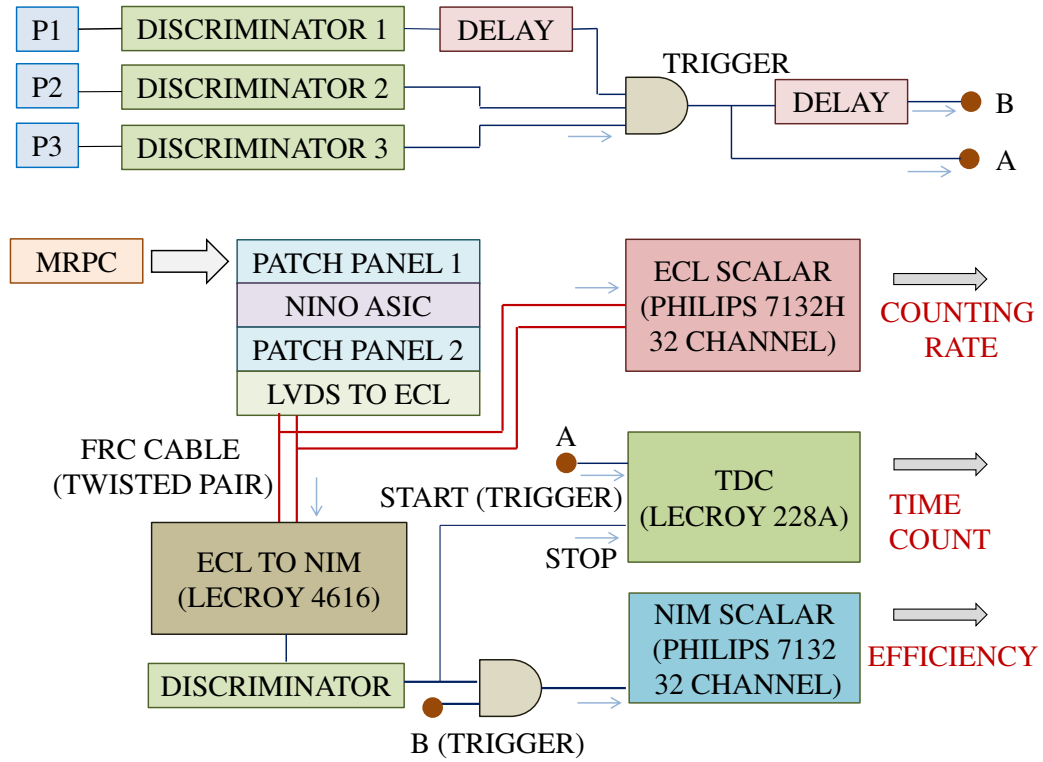 P1
DISCRIMINATOR 1
DELAY
P2
DISCRIMINATOR 2
P3
DISCRIMINATOR 3
TRIGGER
DELAY
B
A
MRPC
PATCH PANEL 1
NINO ASIC
PATCH PANEL 2
LVDS TO ECL
ECL SCALAR
(PHILIPS 7132H
32 CHANNEL)
COUNTING
RATE
FRC CABLE
(TWISTED PAIR)
A
START (TRIGGER)
STOP
TDC
(LECROY 228A)
TIME
COUNT
ECL TO NIM
(LECROY 4616)
DISCRIMINATOR
B (TRIGGER)
NIM SCALAR
(PHILIPS 7132
32 CHANNEL)
EFFICIENCY